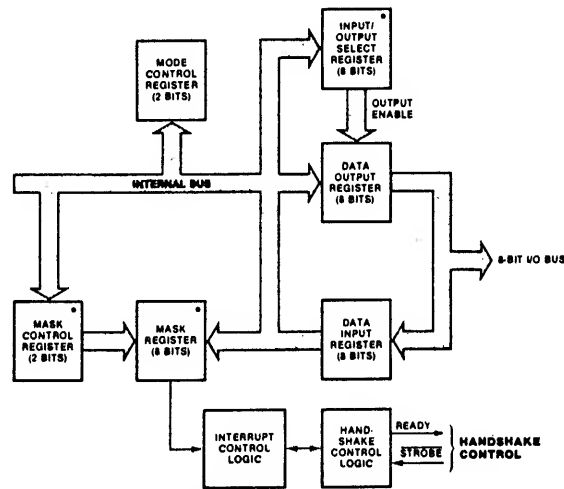 INPUT/
OUTPUT
SELECT
REGISTER
(8 BITS)
MODE
CONTROL
REGISTER
(2 BITS)
OUTPUT
ENABLE
DATA
OUTPUT
REGISTER
(8 BITS)
INTERNAL BUS
8-BIT I/O BUS
MASK
CONTROL
REGISTER
(2 BITS)
MASK
REGISTER
(8 BITS)
DATA
INPUT
REGISTER
(8 BITS)
INTERRUPT
CONTROL
LOGIC
HAND-
SHAKE
CONTROL
LOGIC
READY
STROBE
HANDSHAKE
CONTROL